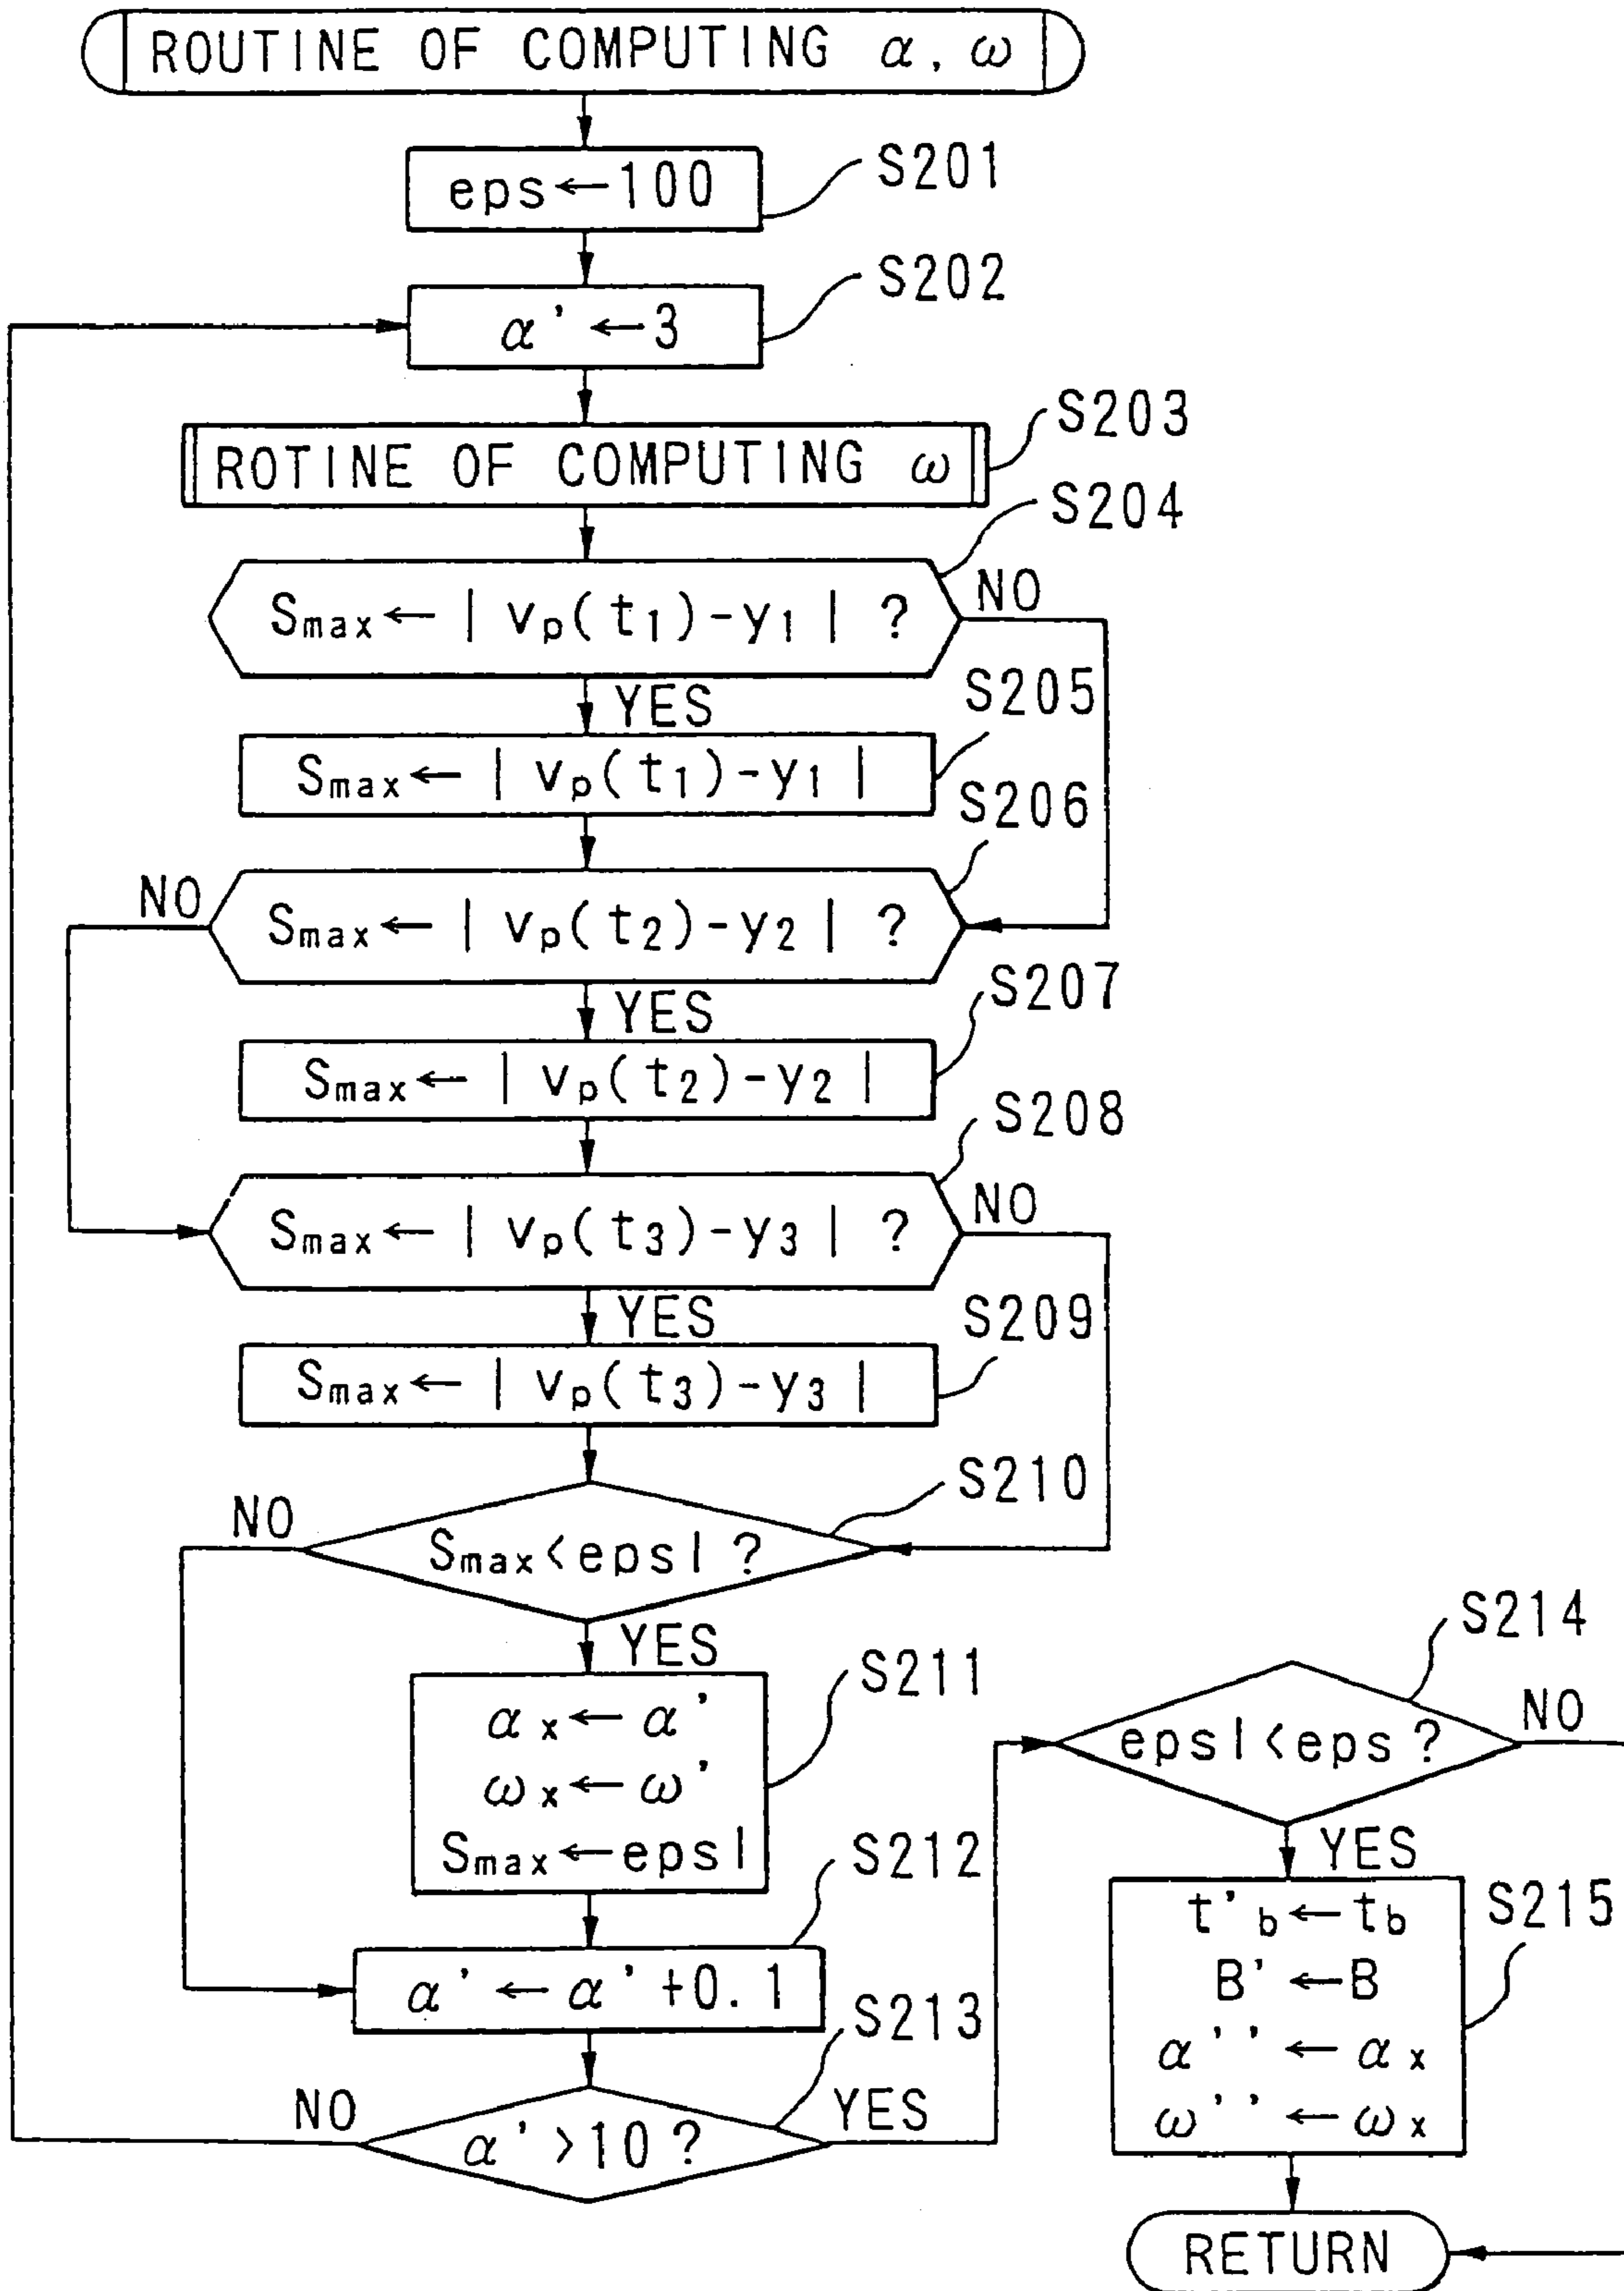 ROUTINE OF COMPUTING α, ω
eps←100
S201
α'←3
S202
ROTINE OF COMPUTING ω
S203
Smax←|vp(t1)-y1| ?
S204
NO
YES
Smax←|vp(t1)-y1|
S205
Smax←|vp(t2)-y2| ?
S206
NO
YES
Smax←|vp(t2)-y2|
S207
Smax←|vp(t3)-y3| ?
S208
NO
YES
Smax←|vp(t3)-y3|
S209
Smax<epsl ?
S210
NO
YES
αx←α'
ωx←ω'
Smax←epsl
S211
α'←α'+0.1
S212
α'>10 ?
S213
NO
YES
epsl<eps ?
S214
NO
YES
t'b←tb
B'←B
α''←αx
ω''←ωx
S215
RETURN